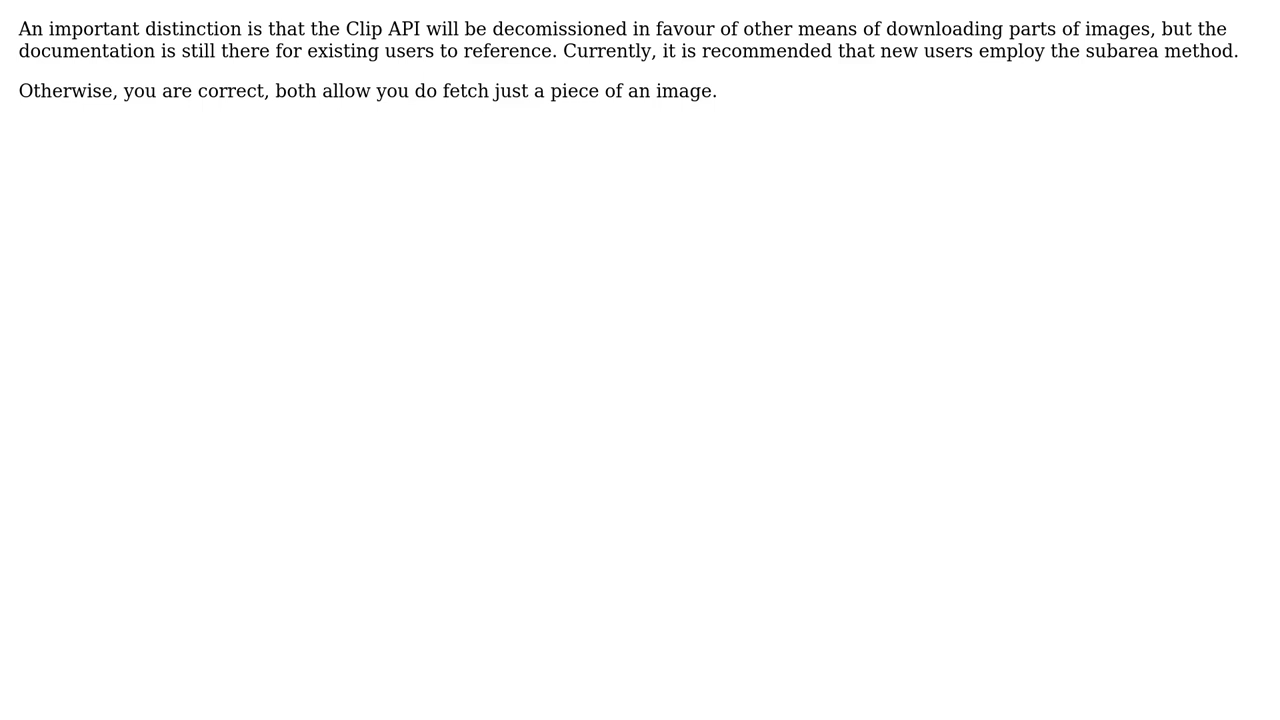 An important distinction is that the Clip API will be decomissioned in favour of other means of downloading parts of images, but the
documentation is still there for existing users to reference. Currently, it is recommended that new users employ the subarea method.
Otherwise, you are correct, both allow you do fetch just a piece of an image.